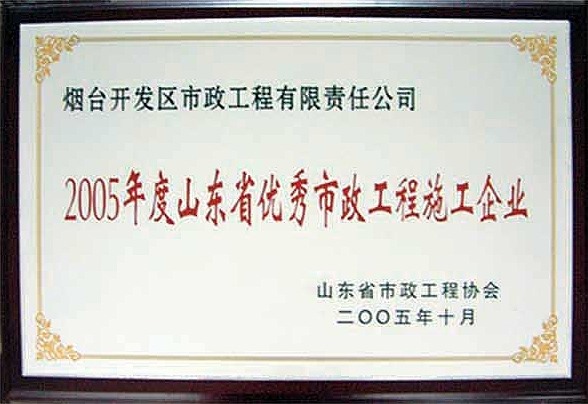 烟台开发区市政工程有限责任公司
2005年度山东省优秀市政工程施工企业
山东省市政工程协会
二〇〇五年十月